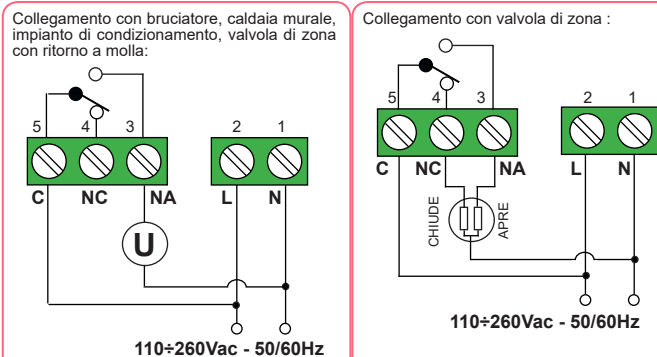 Collegamento con bruciatore, caldaia murale,
impianto di condizionamento, valvola di zona
con ritorno a molla:
5 4 3 2 1
C NC NA L N
U
110÷260Vac - 50/60Hz
Collegamento con valvola di zona :
5 4 3 2 1
C NC NA L N
CHIUDE
APRE
110÷260Vac - 50/60Hz